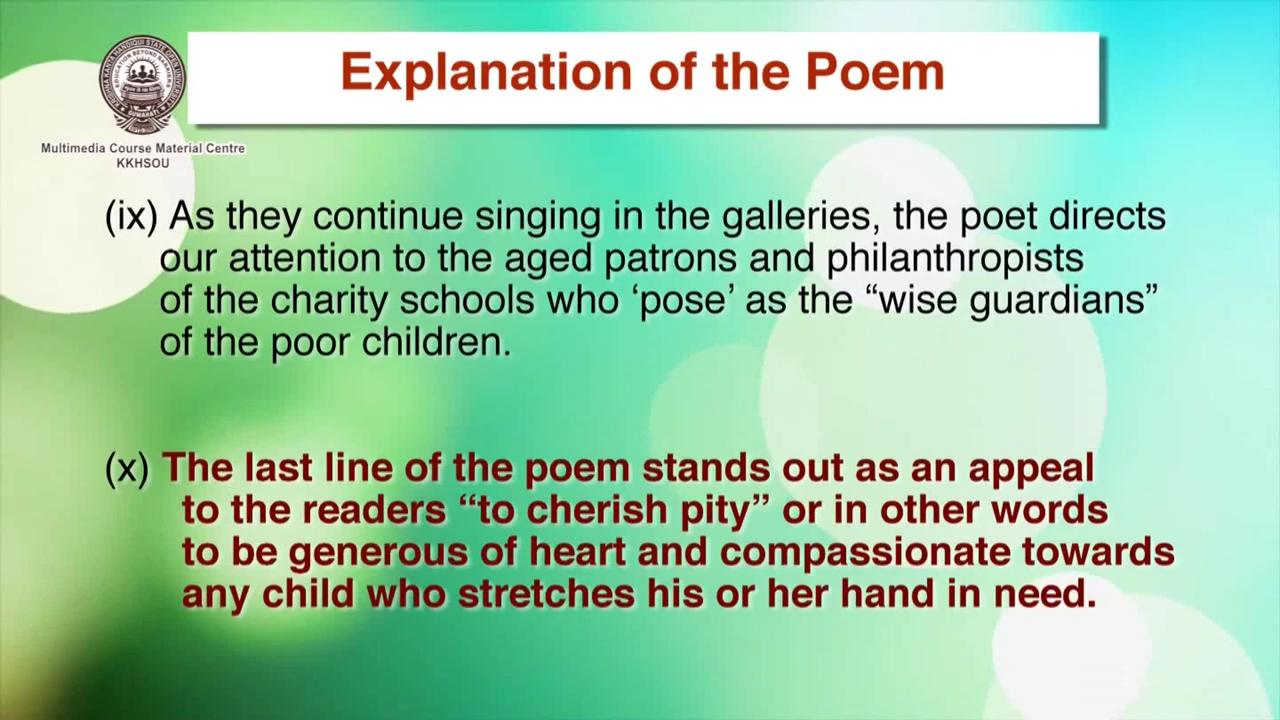 Explanation of the Poem
Multimedia Course Material Centre
KKHSOU
(ix) As they continue singing in the galleries, the poet directs
our attention to the aged patrons and philanthropists
of the charity schools who ‘pose’ as the “wise guardians”
of the poor children.
(x) The last line of the poem stands out as an appeal
to the readers “to cherish pity” or in other words
to be generous of heart and compassionate towards
any child who stretches his or her hand in need.